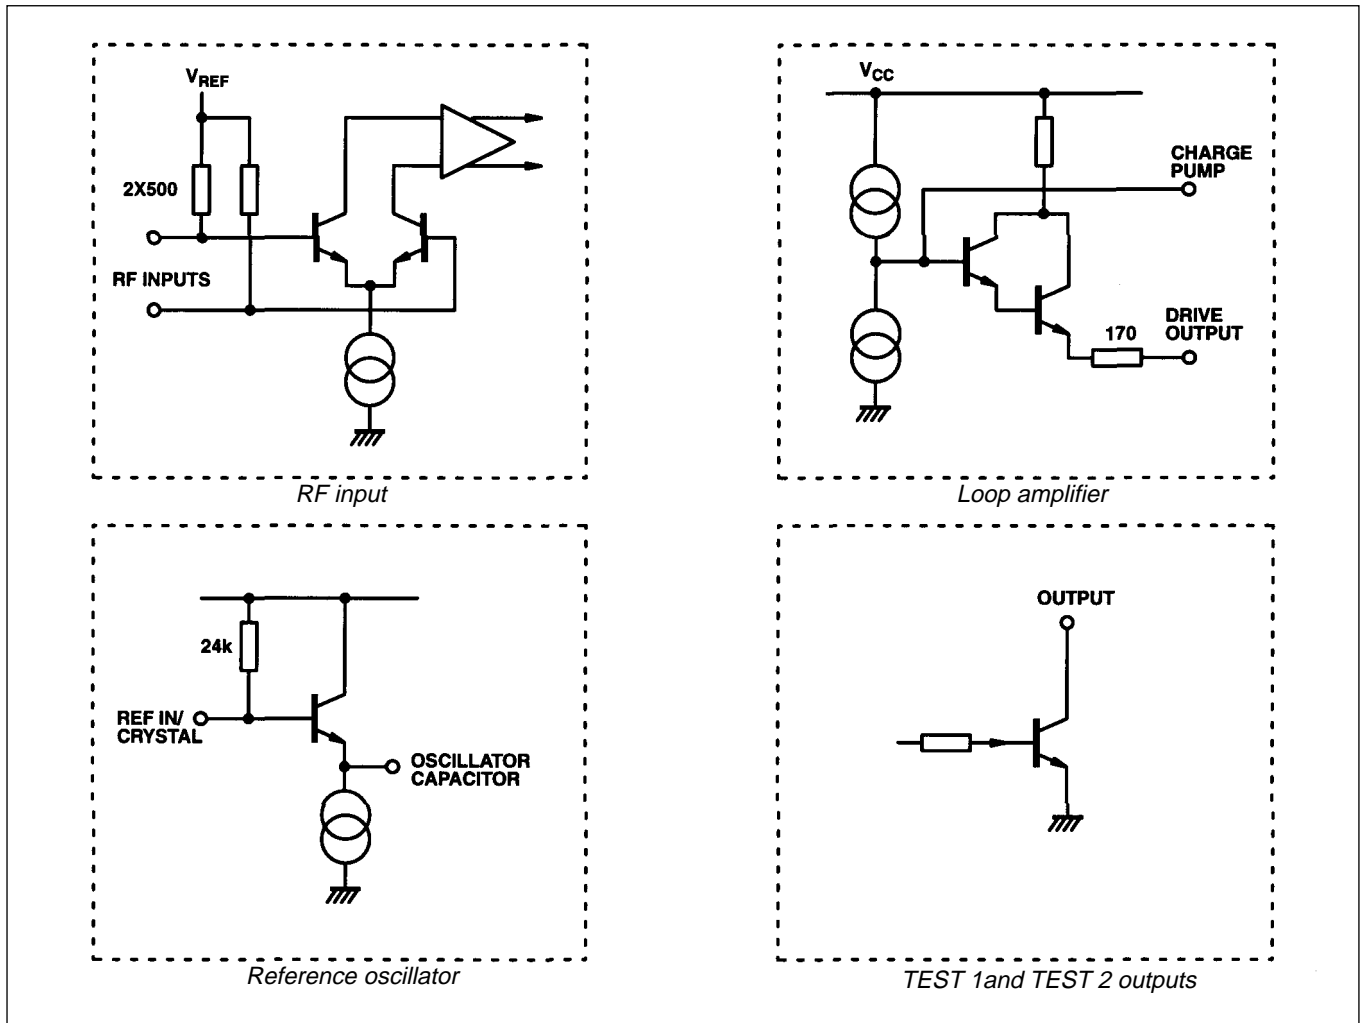 VREF
2X500
RF INPUTS
RF input
VCC
CHARGE
PUMP
DRIVE
OUTPUT
170
Loop amplifier
24k
REF IN/
CRYSTAL
OSCILLATOR
CAPACITOR
Reference oscillator
OUTPUT
TEST 1and TEST 2 outputs